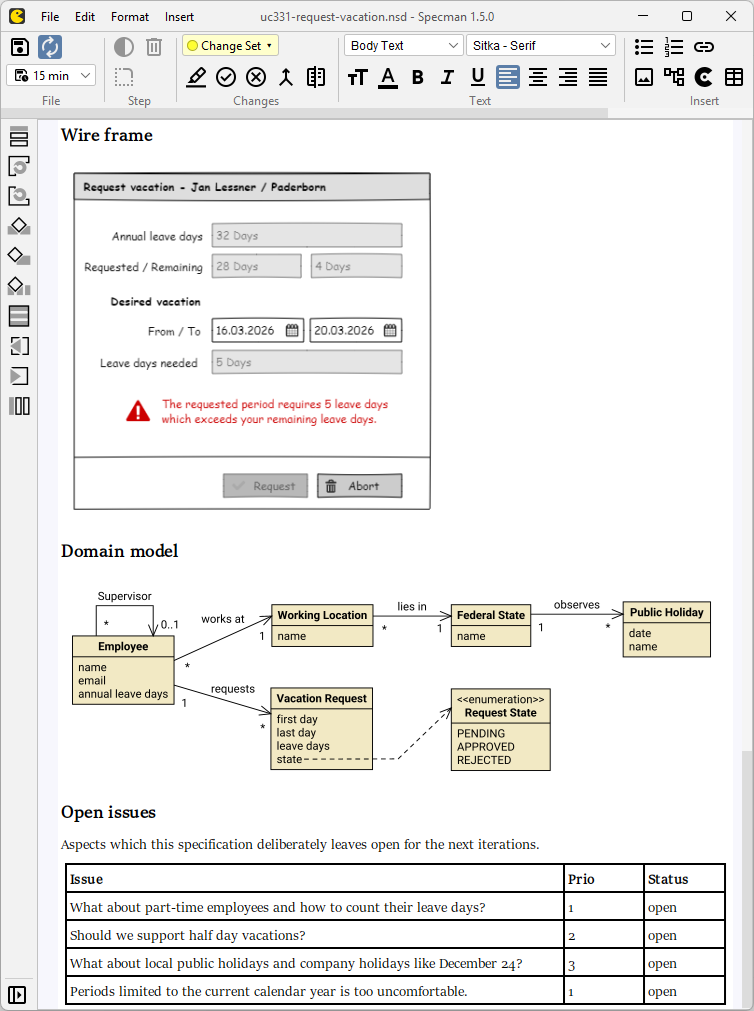 File Edit Format Insert uc331-request-vacation.nsd - Specman 1.5.0
Change Set Body Text Sitka - Serif
15 min
File Step Changes Text Insert
Wire frame
Request vacation - Jan Lessner / Paderborn
Annual leave days 32 Days
Requested / Remaining 28 Days 4 Days
Desired vacation
From / To 16.03.2026 20.03.2026
Leave days needed 5 Days
The requested period requires 5 leave days
which exceeds your remaining leave days.
Request Abort
Domain model
Supervisor
* 0..1
Employee
name
email
annual leave days
works at
* 1
Working Location
name
lies in
* 1
Federal State
name
observes
1 *
Public Holiday
date
name
requests
1 *
Vacation Request
first day
last day
leave days
state
<<enumeration>>
Request State
PENDING
APPROVED
REJECTED
Open issues
Aspects which this specification deliberately leaves open for the next iterations.
Issue Prio Status
What about part-time employees and how to count their leave days? 1 open
Should we support half day vacations? 2 open
What about local public holidays and company holidays like December 24? 3 open
Periods limited to the current calendar year is too uncomfortable. 1 open